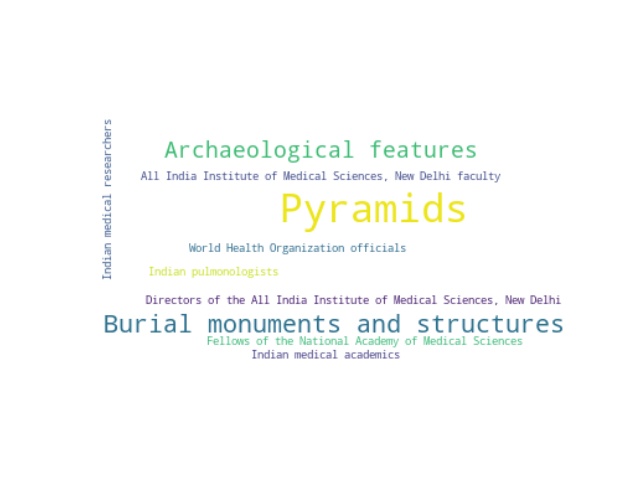 Indian medical researchers
Archaeological features
All India Institute of Medical Sciences, New Delhi faculty
Pyramids
World Health Organization officials
Indian pulmonologists
Directors of the All India Institute of Medical Sciences, New Delhi
Burial monuments and structures
Fellows of the National Academy of Medical Sciences
Indian medical academics